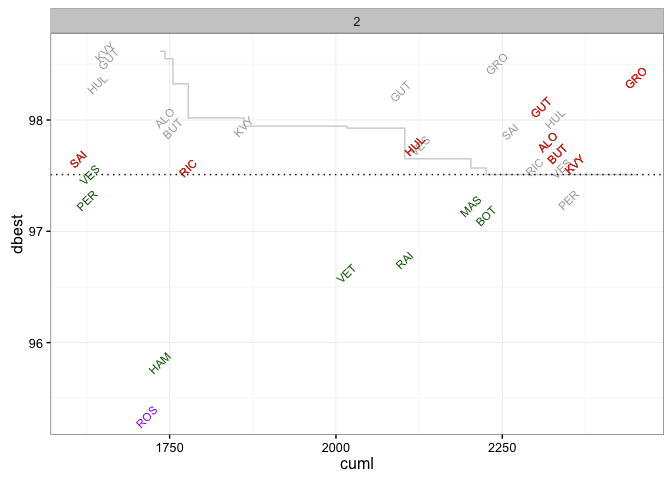 2
KVY
GUT
HUL
GRO
GRO
GUT
GUT
ALO
BUT
KVY
HUL
SAI
ALO
HUL
VES
BUT
SAI
RIC
RIC
VES
KVY
VES
PER
PER
MAS
BOT
RAI
VET
HAM
ROS
98
97
96
dbest
1750
2000
2250
cuml